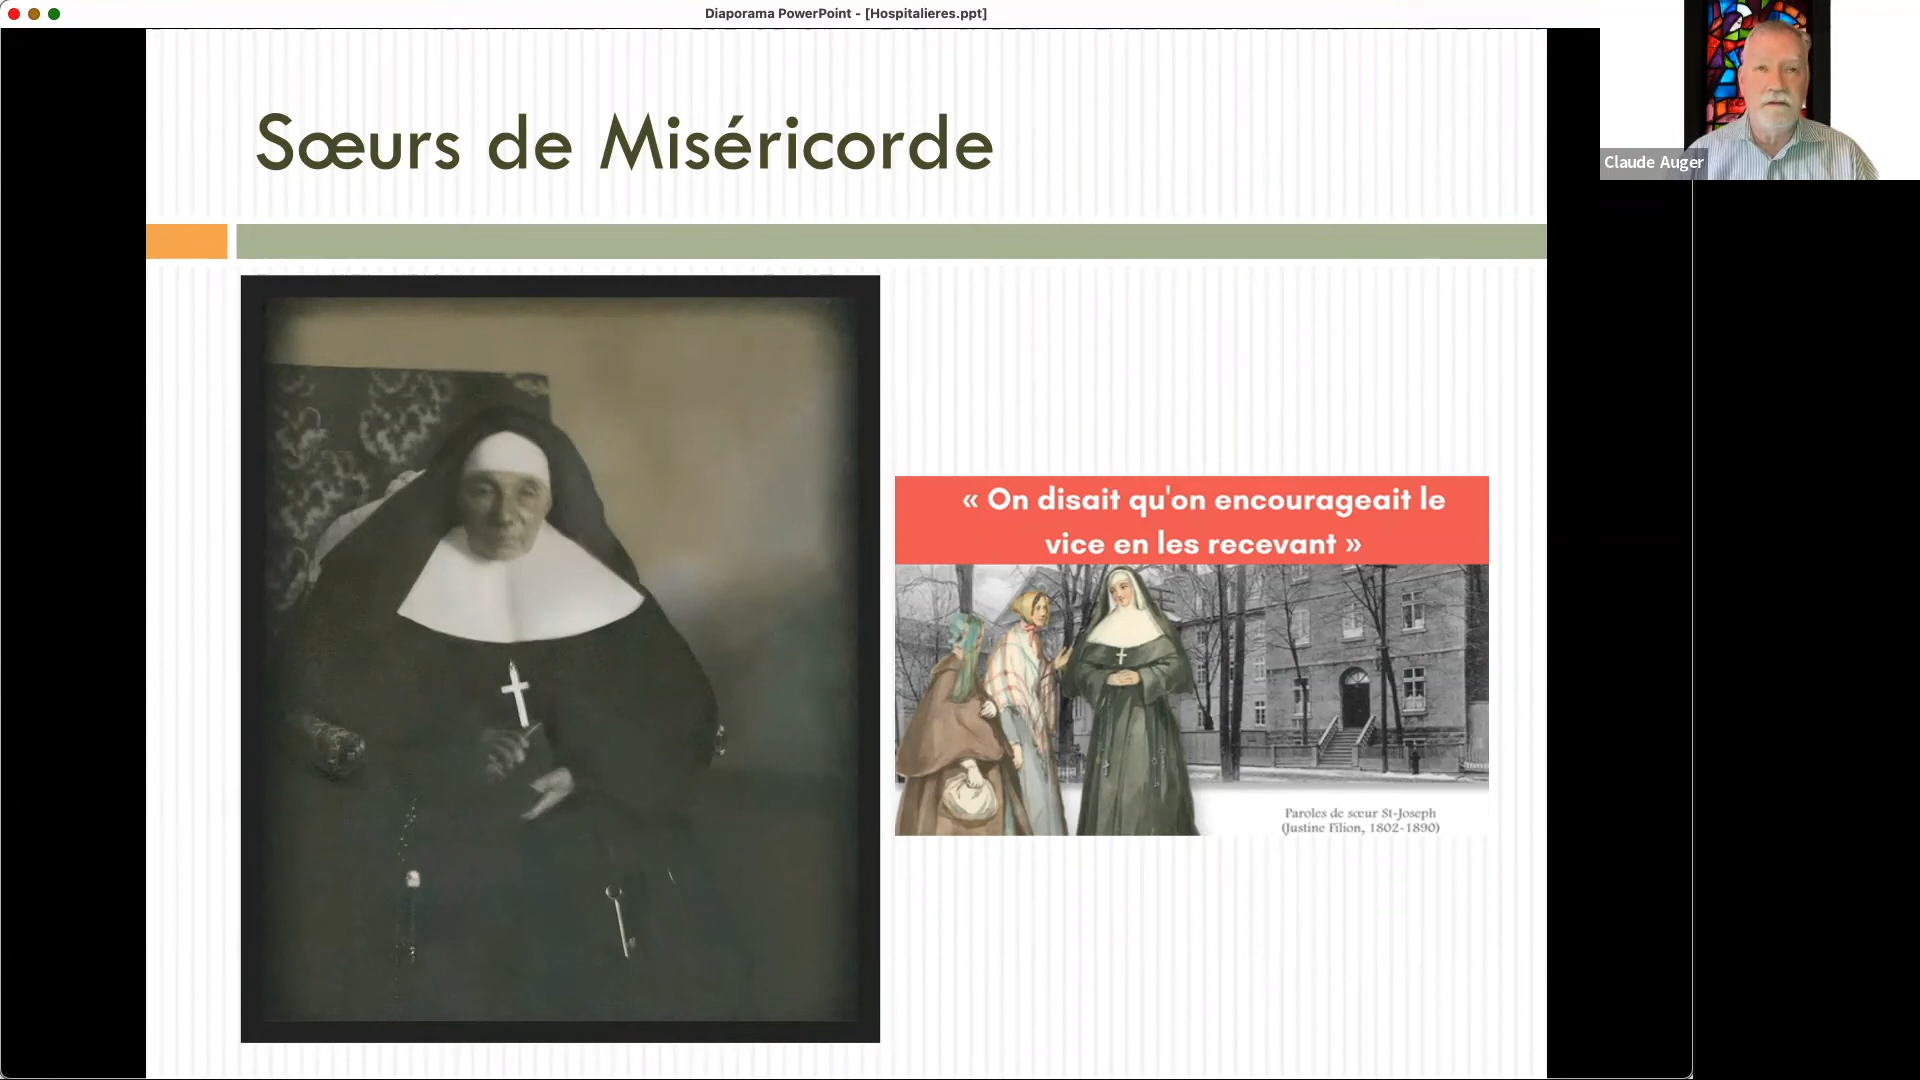 Diaporama PowerPoint - [Hospitalieres.ppt]
Claude Auger
Sœurs de Miséricorde
« On disait qu'on encourageait le
vice en les recevant »
Paroles de sœur St-Joseph
(Justine Filion, 1802-1890)